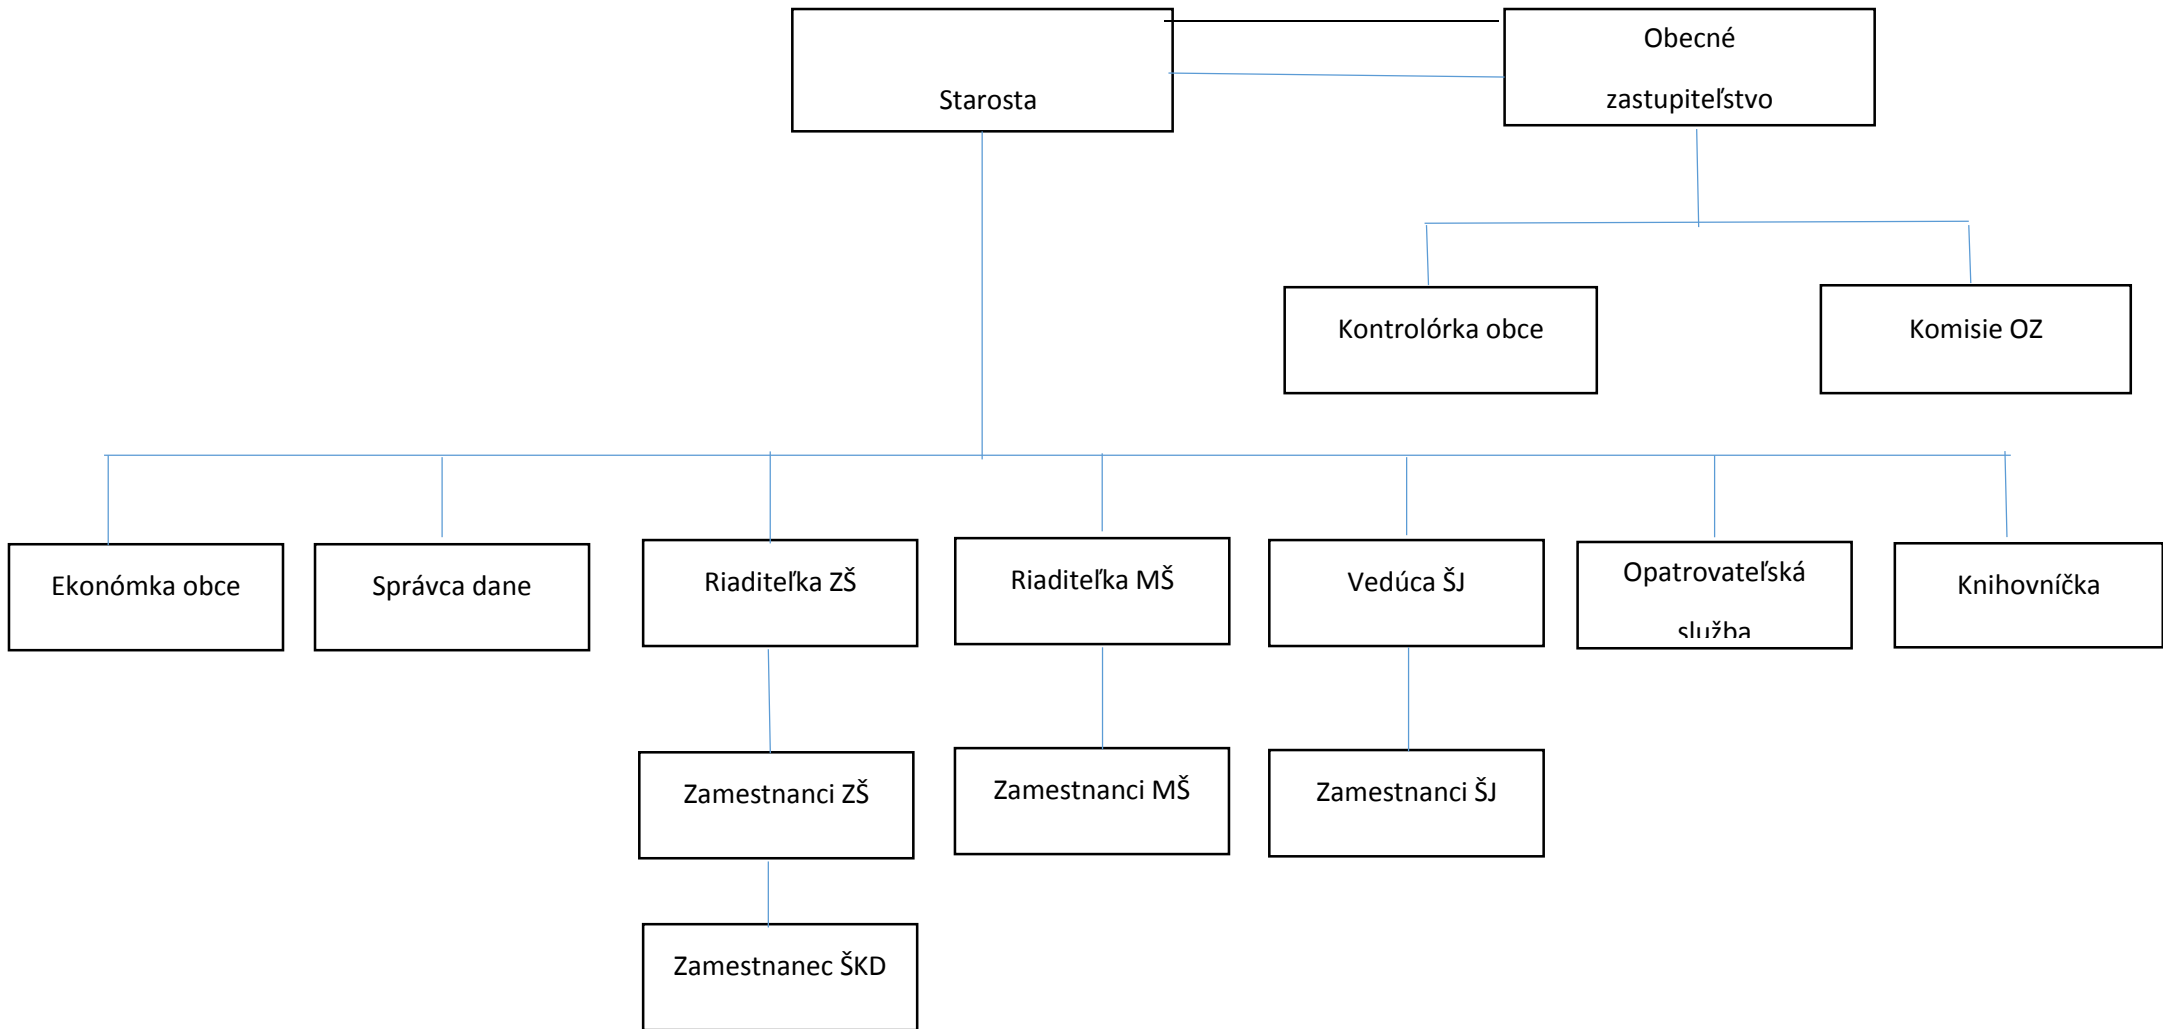 Starosta
Obecné
zastupiteľstvo
Kontrolórka obce
Komisie OZ
Ekonómka obce
Správca dane
Riaditeľka ZŠ
Riaditeľka MŠ
Vedúca ŠJ
Opatrovateľská
služba
Knihovníčka
Zamestnanci ZŠ
Zamestnanci MŠ
Zamestnanci ŠJ
Zamestnanec ŠKD